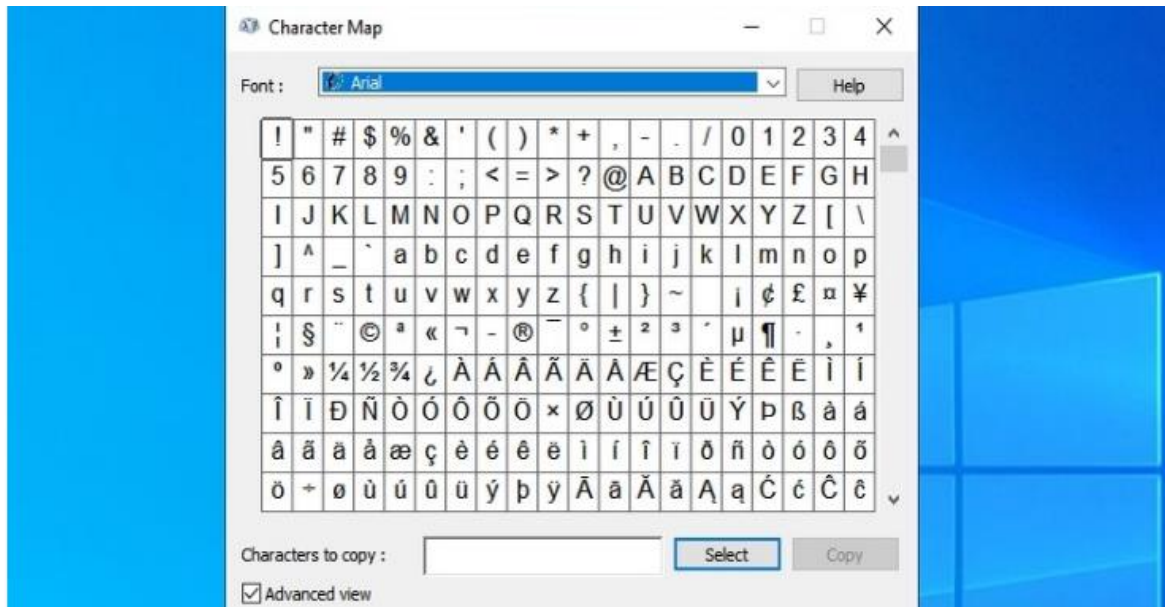 Character Map
Font : Arial Help
! " # $ % & ' ( ) * + , - . / 0 1 2 3 4
5 6 7 8 9 : ; < = > ? @ A B C D E F G H
I J K L M N O P Q R S T U V W X Y Z [ \
] ^ _ ` a b c d e f g h i j k l m n o p
q r s t u v w x y z { | } ~ ¡ ¢ £ ¤ ¥
¦ § ¨ © ª « ¬ - ® ¯ ° ± ² ³ ´ µ ¶ · ¸ ¹
º » ¼ ½ ¾ ¿ À Á Â Ã Ä Å Æ Ç È É Ê Ë Ì Í
Î Ï Ð Ñ Ò Ó Ô Õ Ö × Ø Ù Ú Û Ü Ý Þ ß à á
â ã ä å æ ç è é ê ë ì í î ï ð ñ ò ó ô õ
ö ÷ ø ù ú û ü ý þ ÿ Ā ā Ă ă Ą ą Ć ć Ĉ ĉ
Characters to copy : Select Copy
Advanced view